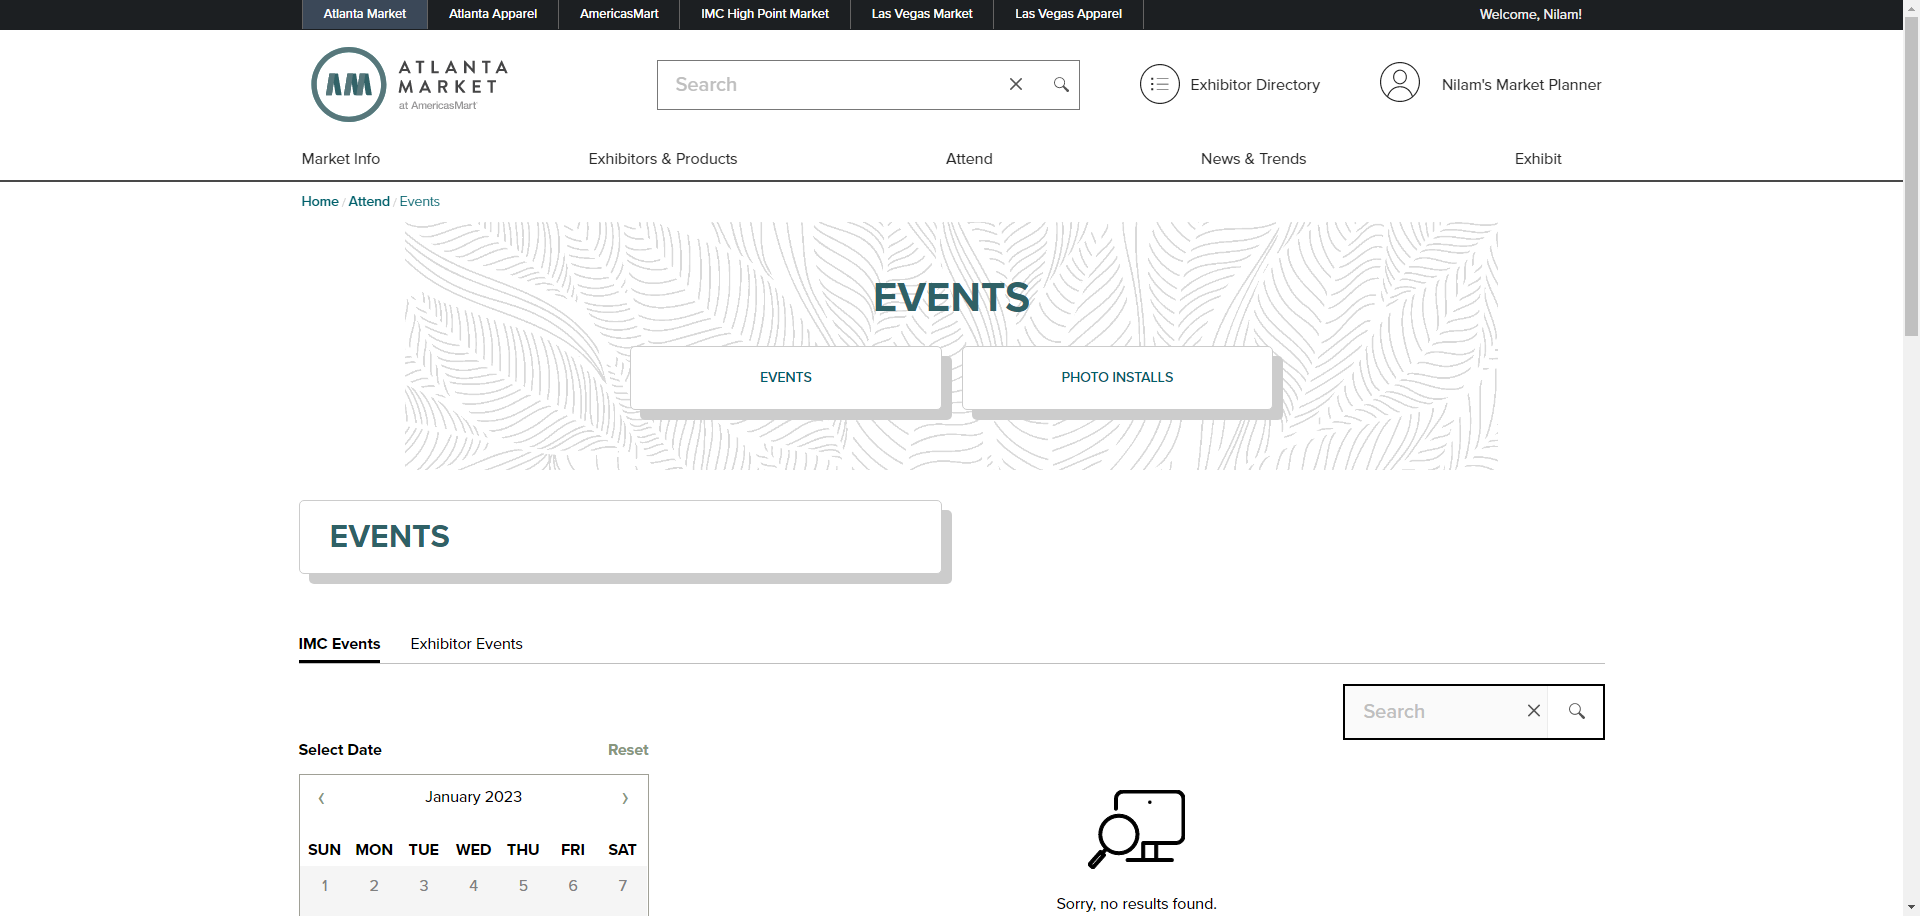 Atlanta Market
Atlanta Apparel
AmericasMart
IMC High Point Market
Las Vegas Market
Las Vegas Apparel
Welcome, Nilam!
AM
ATLANTA
MARKET
at AmericasMart
Search
Exhibitor Directory
Nilam's Market Planner
Market Info
Exhibitors & Products
Attend
News & Trends
Exhibit
Home / Attend / Events
EVENTS
EVENTS
PHOTO INSTALLS
EVENTS
IMC Events
Exhibitor Events
Search
Select Date
Reset
‹ January 2023 ›
SUN MON TUE WED THU FRI SAT
1 2 3 4 5 6 7
Sorry, no results found.